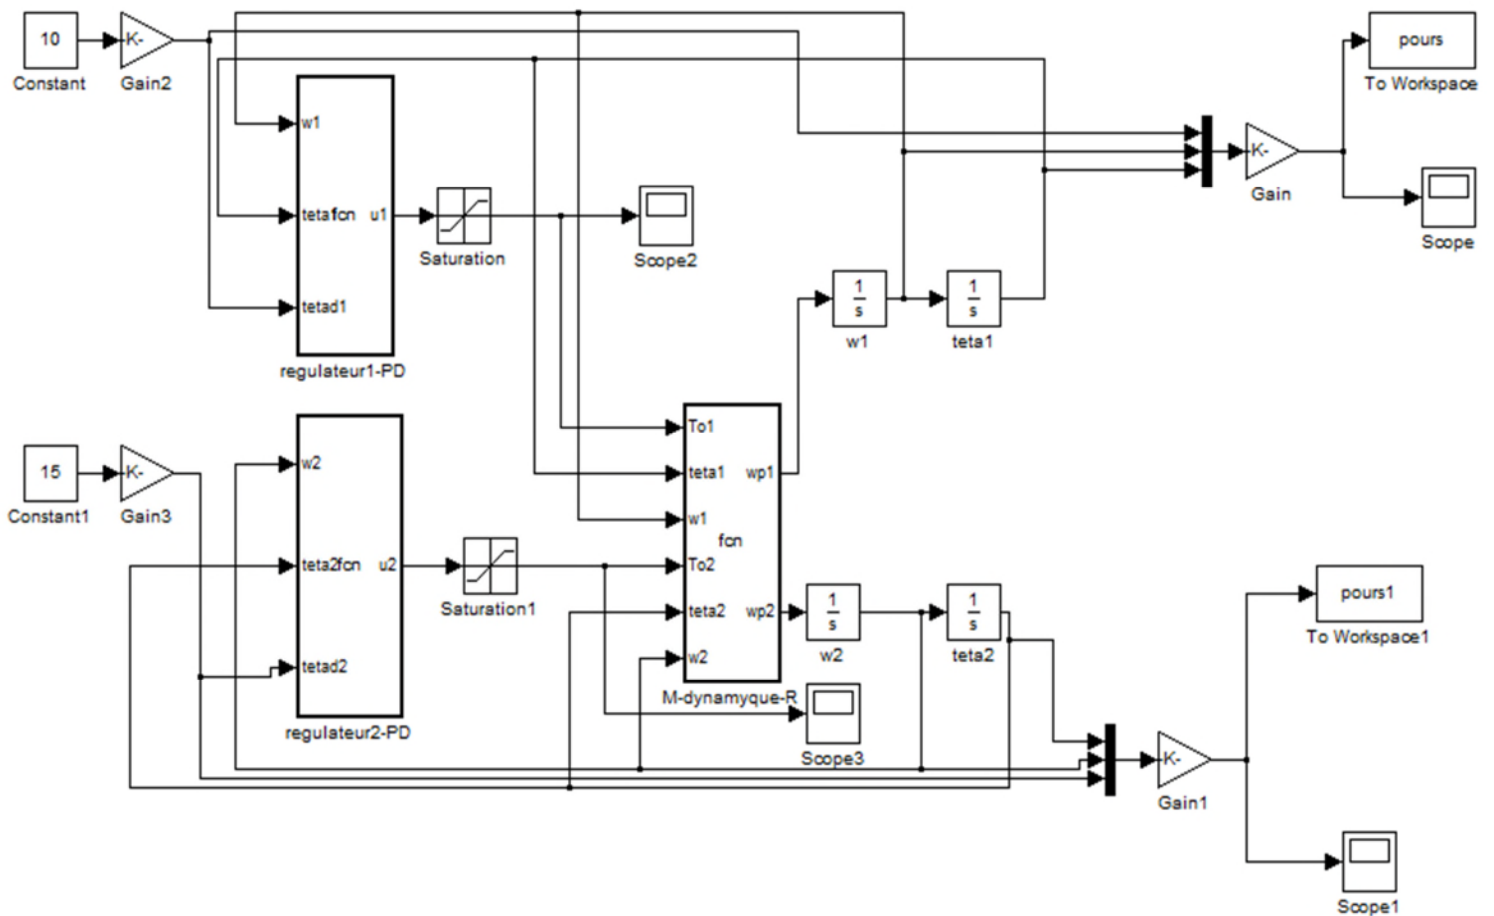 10
K-
Constant
Gain2
w1
teta1fcn
u1
tetad1
regulateur1-PD
Saturation
Scope2
pours
To Workspace
K-
Gain
Scope
1
s
w1
1
s
teta1
15
K-
Constant1
Gain3
w2
teta2fcn
u2
tetad2
regulateur2-PD
Saturation1
To1
teta1
wp1
w1
fcn
To2
teta2
wp2
w2
M-dynamyque-R
1
s
w2
1
s
teta2
Scope3
pours1
To Workspace1
K-
Gain1
Scope1